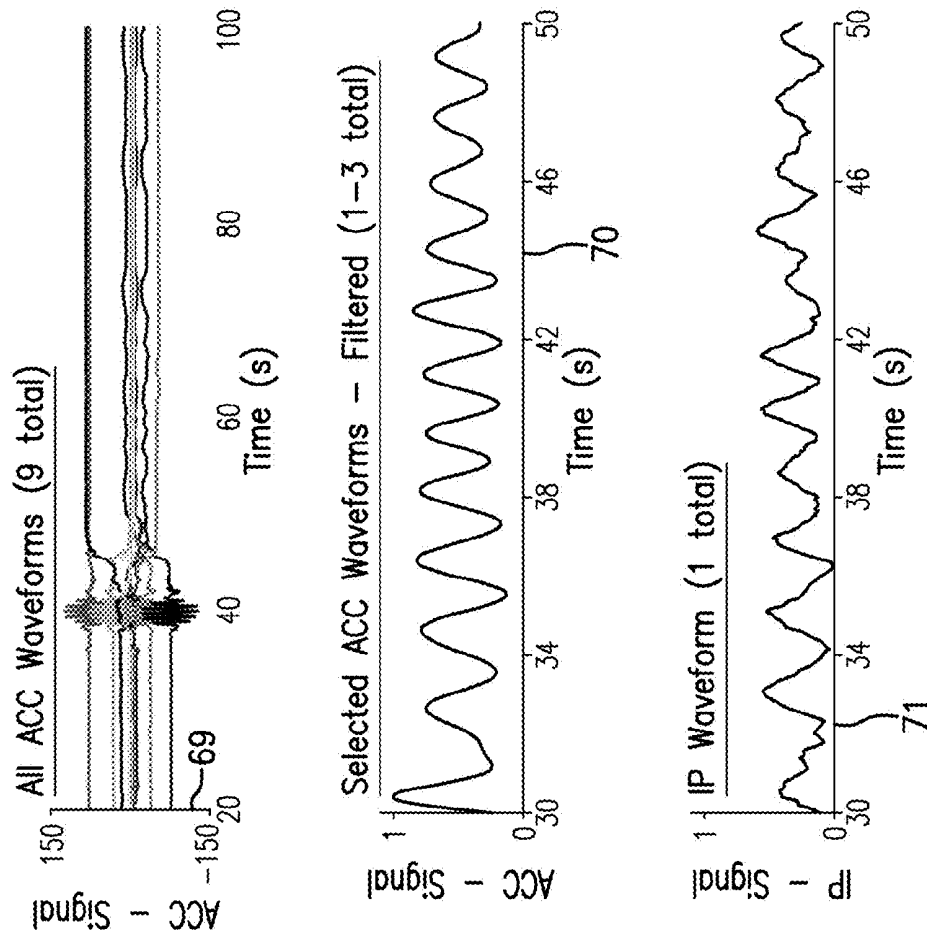 All ACC Waveforms (9 total)
ACC – Signal
150
-150
69
20
40
60
80
100
Time (s)
Selected ACC Waveforms – Filtered (1–3 total)
ACC – Signal
1
0
30
34
38
42
46
50
Time (s)
70
IP Waveform (1 total)
IP – Signal
1
0
30
34
38
42
46
50
Time (s)
71